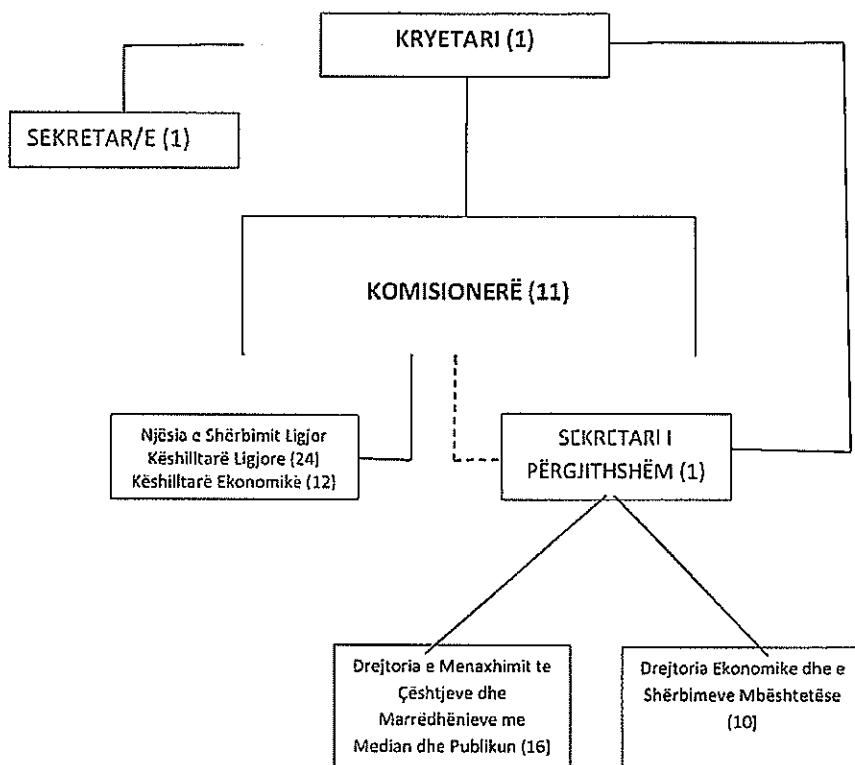 KRYETARI (1)
SEKRETAR/E (1)
KOMISIONERË (11)
Njësia e Shërbimit Ligjor
Këshilltarë Ligjore (24)
Këshilltarë Ekonomikë (12)
SEKRETARI I
PËRGJITHSHËM (1)
Drejtoria e Menaxhimit te
Çështjeve dhe
Marrëdhënieve me
Median dhe Publikun (16)
Drejtoria Ekonomike dhe e
Shërbimeve Mbështetëse
(10)